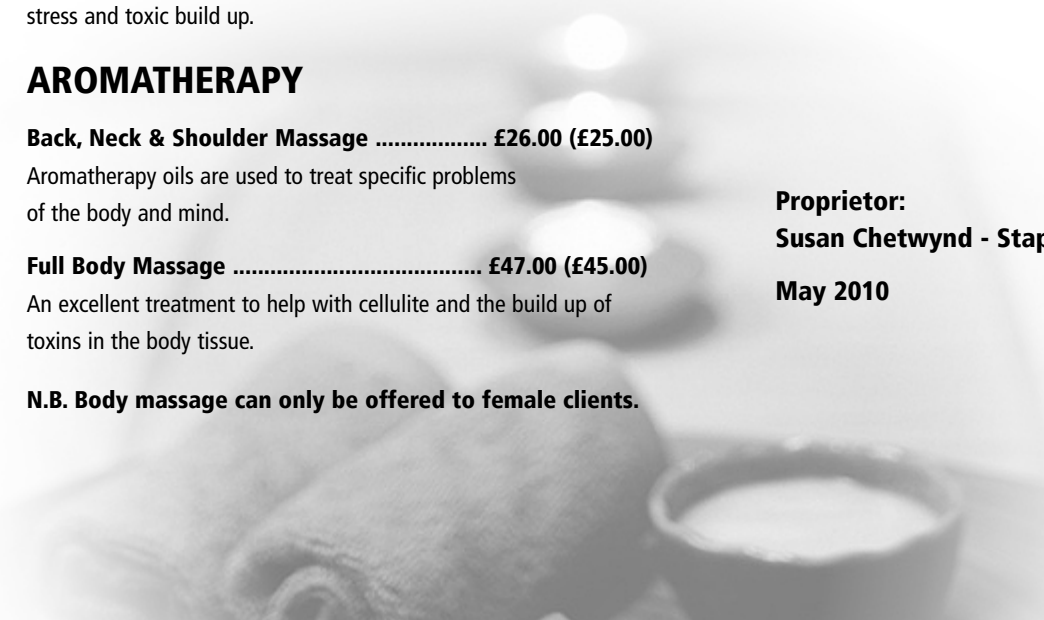 stress and toxic build up.
AROMATHERAPY
Back, Neck & Shoulder Massage .................. £26.00 (£25.00)
Aromatherapy oils are used to treat specific problems
of the body and mind.
Full Body Massage ........................................ £47.00 (£45.00)
An excellent treatment to help with cellulite and the build up of
toxins in the body tissue.
N.B. Body massage can only be offered to female clients.
Proprietor:
Susan Chetwynd -
May 2010